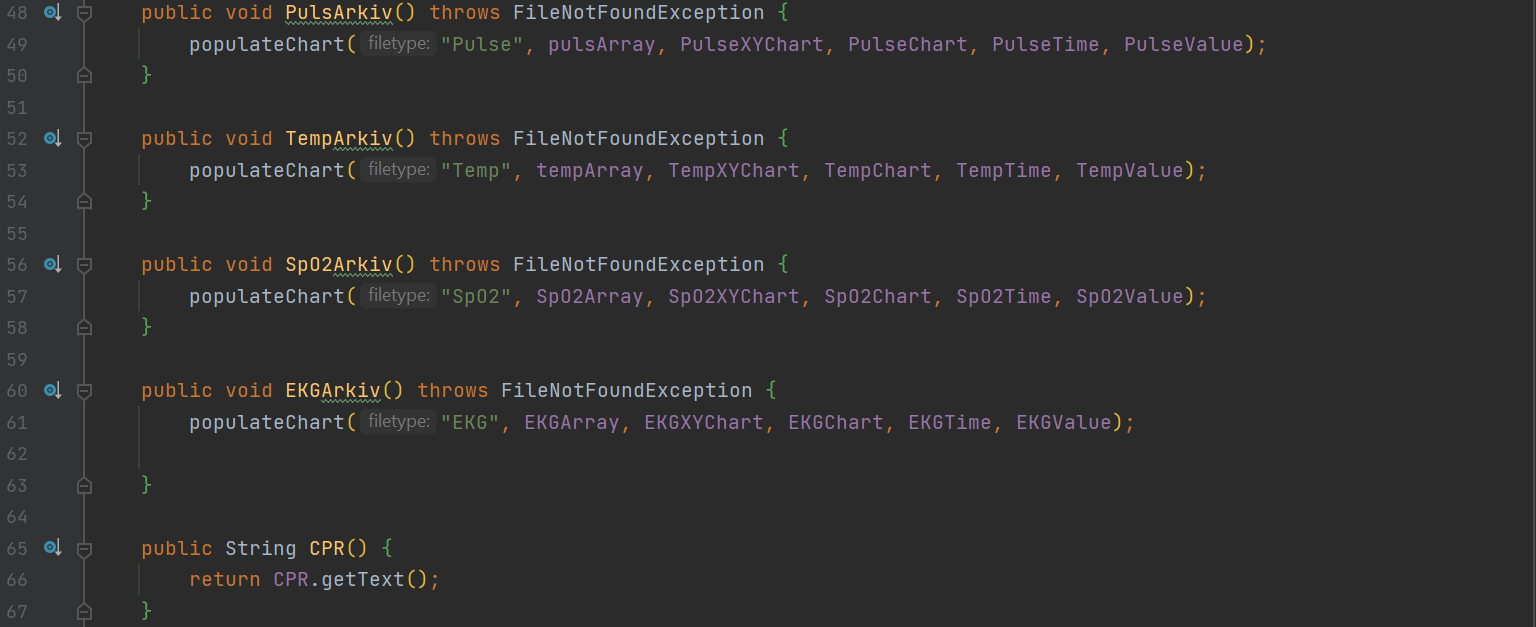 48 public void PulsArkiv() throws FileNotFoundException {
49 populateChart( filetype: "Pulse", pulsArray, PulseXYChart, PulseChart, PulseTime, PulseValue);
50 }
51
52 public void TempArkiv() throws FileNotFoundException {
53 populateChart( filetype: "Temp", tempArray, TempXYChart, TempChart, TempTime, TempValue);
54 }
55
56 public void SpO2Arkiv() throws FileNotFoundException {
57 populateChart( filetype: "SpO2", SpO2Array, SpO2XYChart, SpO2Chart, SpO2Time, SpO2Value);
58 }
59
60 public void EKGArkiv() throws FileNotFoundException {
61 populateChart( filetype: "EKG", EKGArray, EKGXYChart, EKGChart, EKGTime, EKGValue);
62
63 }
64
65 public String CPR() {
66 return CPR.getText();
67 }